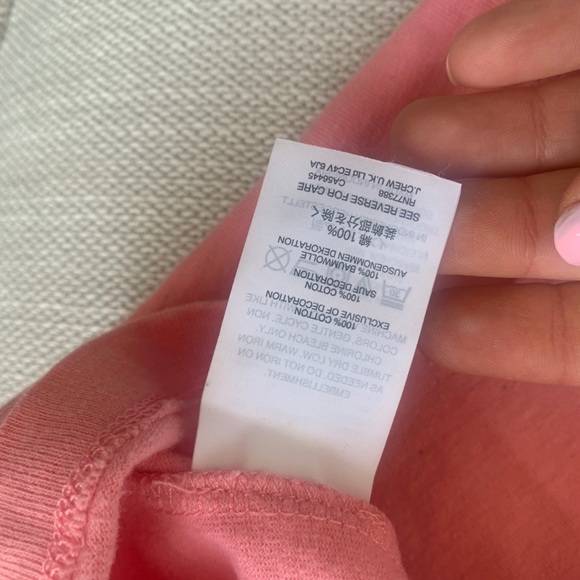 100% COTTON
EXCLUSIVE OF DECORATION
100% COTTON
SAUF DECORATION
100% BAUMWOLLE
AUSGENOMMEN DEKORATION
綿 100%
装飾部分を除く
SEE REVERSE FOR CARE
RN77388
CA56445
J.CREW U.K. Ltd EC4V 6JA
MACHINE WITH LIKE
COLORS, GENTLE CYCLE, NON
CHLORINE BLEACH ONLY.
TUMBLE DRY LOW, WARM IRON
AS NEEDED. DO NOT IRON ON
EMBELLISHMENT